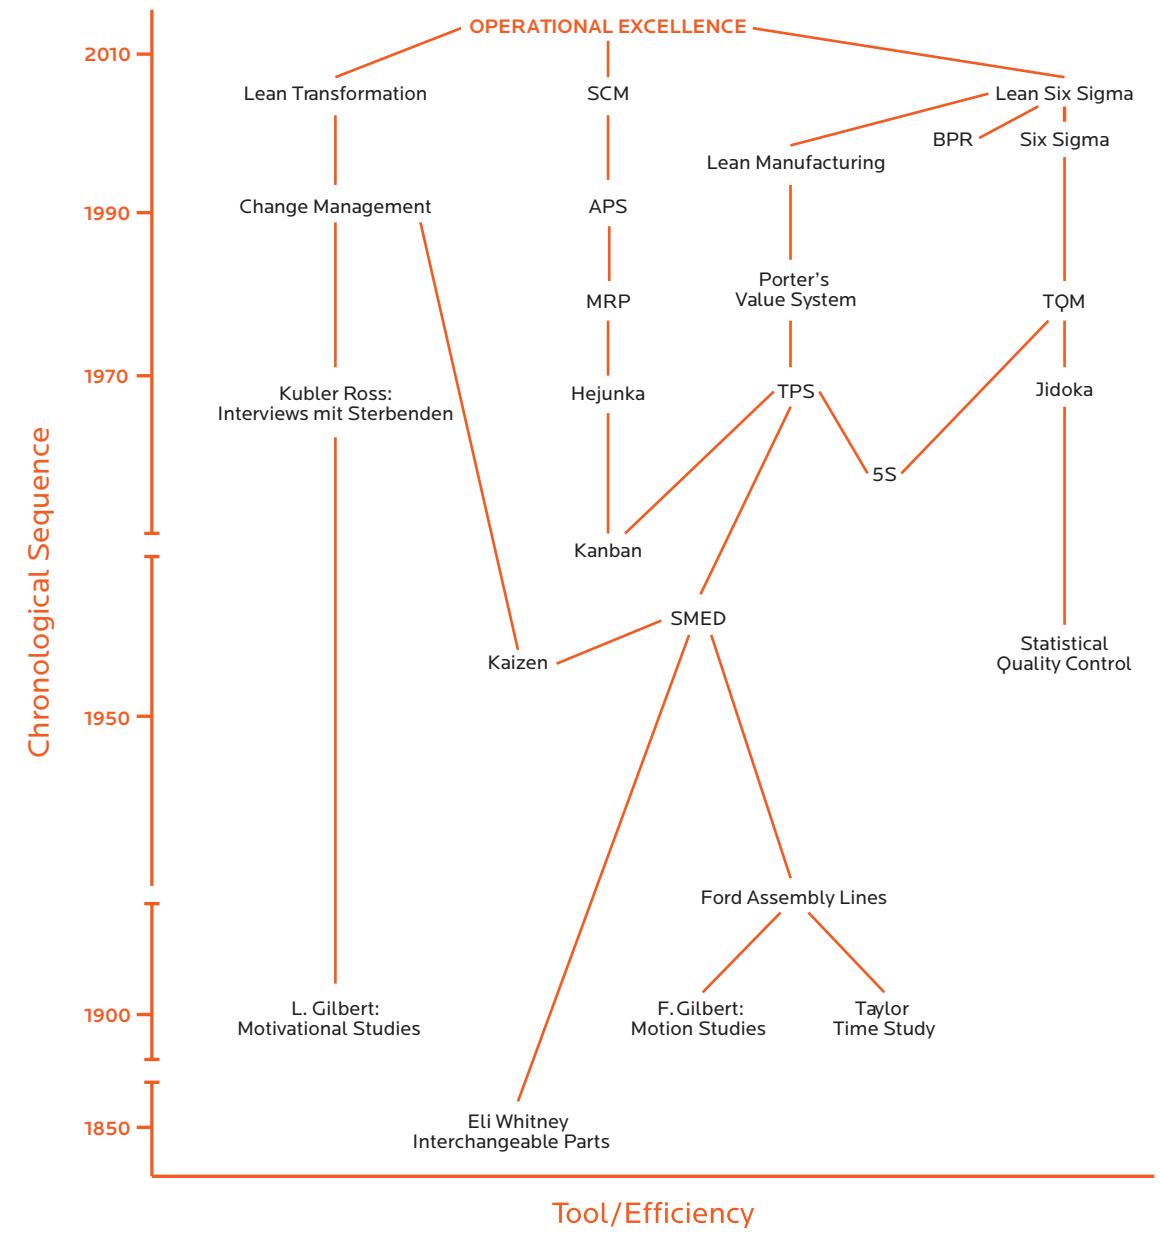 OPERATIONAL EXCELLENCE
2010
Lean Transformation
SCM
Lean Six Sigma
BPR
Six Sigma
Lean Manufacturing
1990
Change Management
APS
Porter’s
Value System
MRP
TQM
1970
Kubler Ross:
Interviews mit Sterbenden
Hejunka
TPS
Jidoka
5S
Kanban
SMED
Kaizen
Statistical
Quality Control
Chronological Sequence
1950
Ford Assembly Lines
1900
L. Gilbert:
Motivational Studies
F. Gilbert:
Motion Studies
Taylor
Time Study
1850
Eli Whitney
Interchangeable Parts
Tool/Efficiency